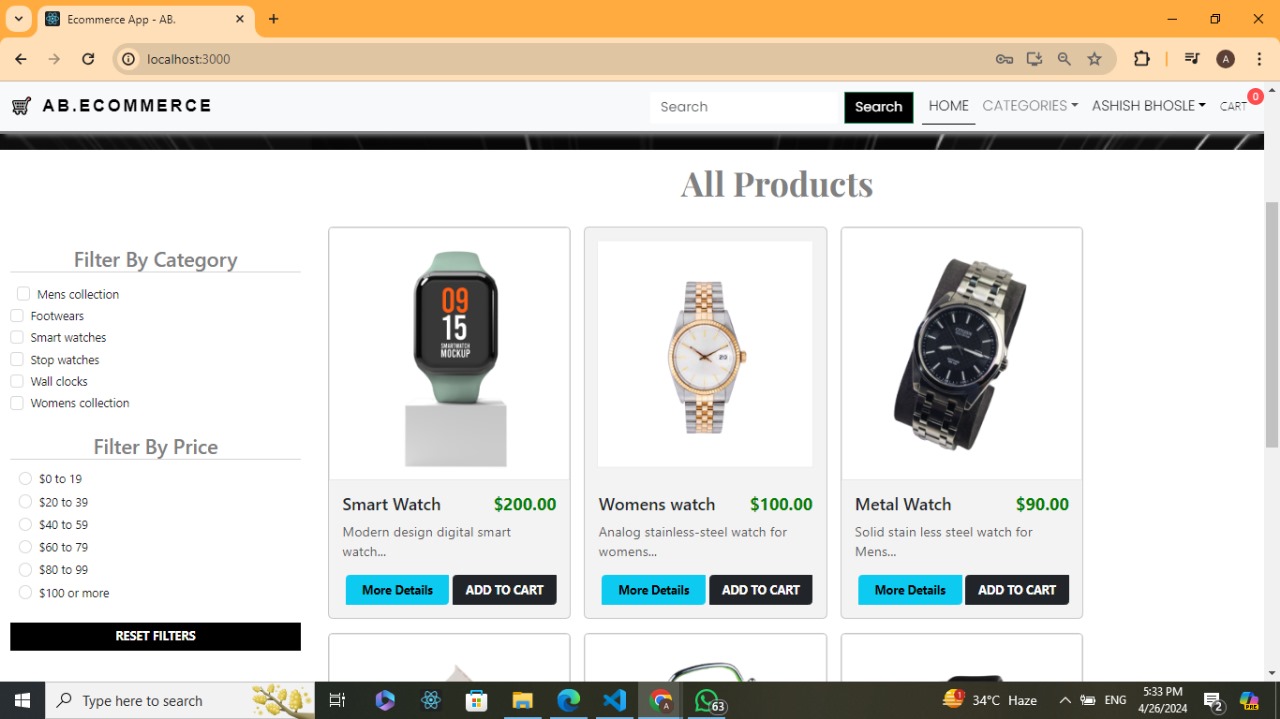 Ecommerce App - AB.
localhost:3000
A
AB.ECOMMERCE
Search
Search
HOME
CATEGORIES
ASHISH BHOSLE
CART
0
All Products
Filter By Category
Mens collection
Footwears
Smart watches
Stop watches
Wall clocks
Womens collection
Filter By Price
$0 to 19
$20 to 39
$40 to 59
$60 to 79
$80 to 99
$100 or more
RESET FILTERS
09
15
SMARTWATCH
MOCKUP
Smart Watch $200.00
Modern design digital smart
watch...
More Details ADD TO CART
20
Womens watch $100.00
Analog stainless-steel watch for
womens...
More Details ADD TO CART
CITIZEN
Metal Watch $90.00
Solid stain less steel watch for
Mens...
More Details ADD TO CART
Type here to search
63
1
34°C Haze
ENG
5:33 PM
4/26/2024
2
PRE